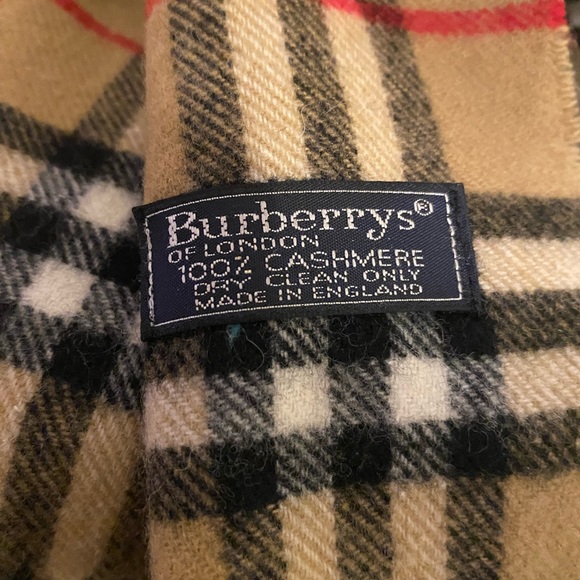 Burberrys®
OF LONDON
100% CASHMERE
DRY CLEAN ONLY
MADE IN ENGLAND